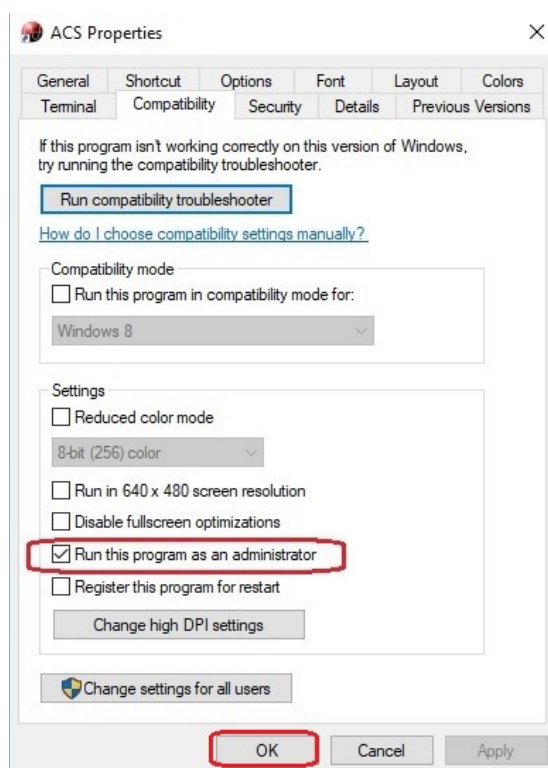 ACS Properties
General Shortcut Options Font Layout Colors
Terminal Compatibility Security Details Previous Versions
If this program isn't working correctly on this version of Windows,
try running the compatibility troubleshooter.
Run compatibility troubleshooter
How do I choose compatibility settings manually?
Compatibility mode
Run this program in compatibility mode for:
Windows 8
Settings
Reduced color mode
8-bit (256) color
Run in 640 x 480 screen resolution
Disable fullscreen optimizations
Run this program as an administrator
Register this program for restart
Change high DPI settings
Change settings for all users
OK Cancel Apply